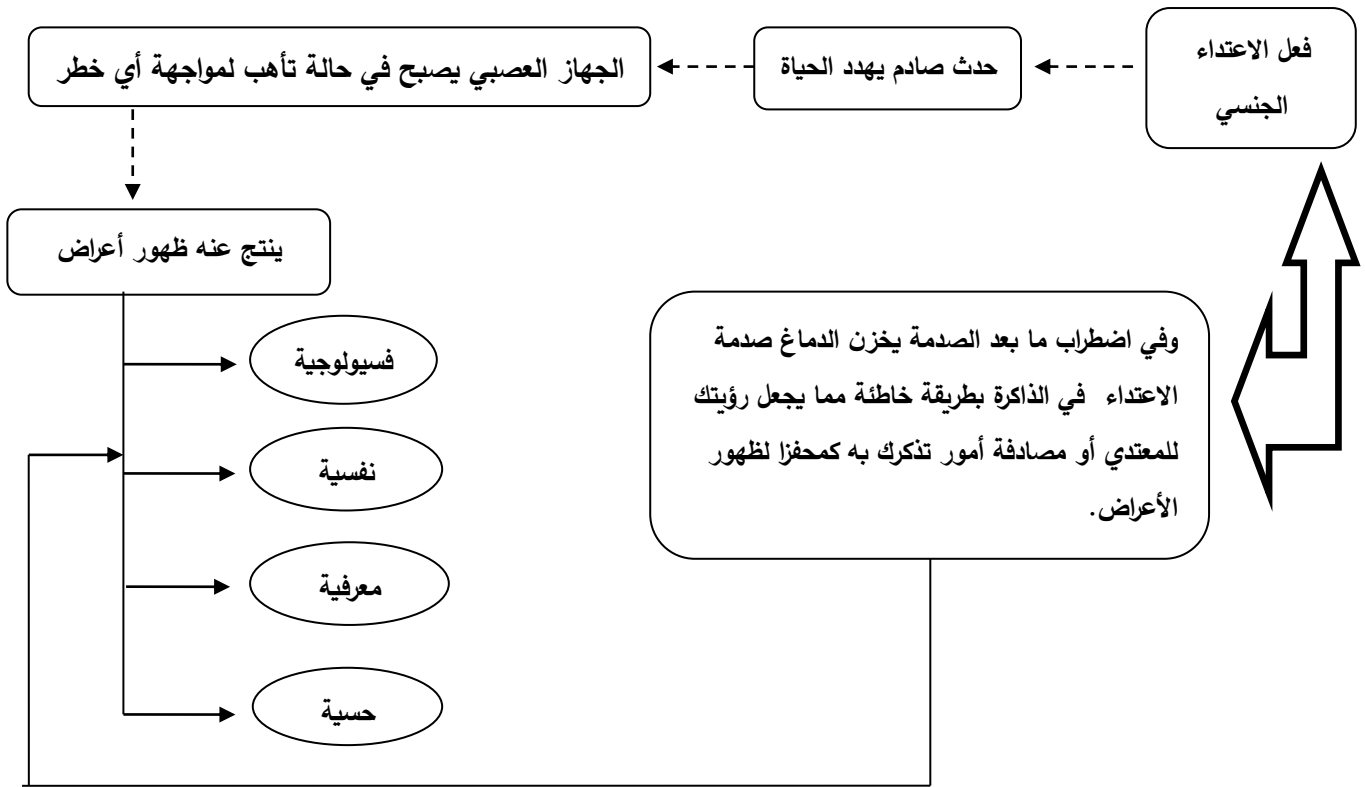 فعل الاعتداء
الجنسي
حدث صادم يهدد الحياة
الجهاز العصبي يصبح في حالة تأهب لمواجهة أي خطر
ينتج عنه ظهور أعراض
فسيولوجية
نفسية
معرفية
حسية
وفي اضطراب ما بعد الصدمة يخزن الدماغ صدمة
الاعتداء في الذاكرة بطريقة خاطئة مما يجعل رؤيتك
للمعتدي أو مصادفة أمور تذكرك به كمحفزا لظهور
الأعراض.